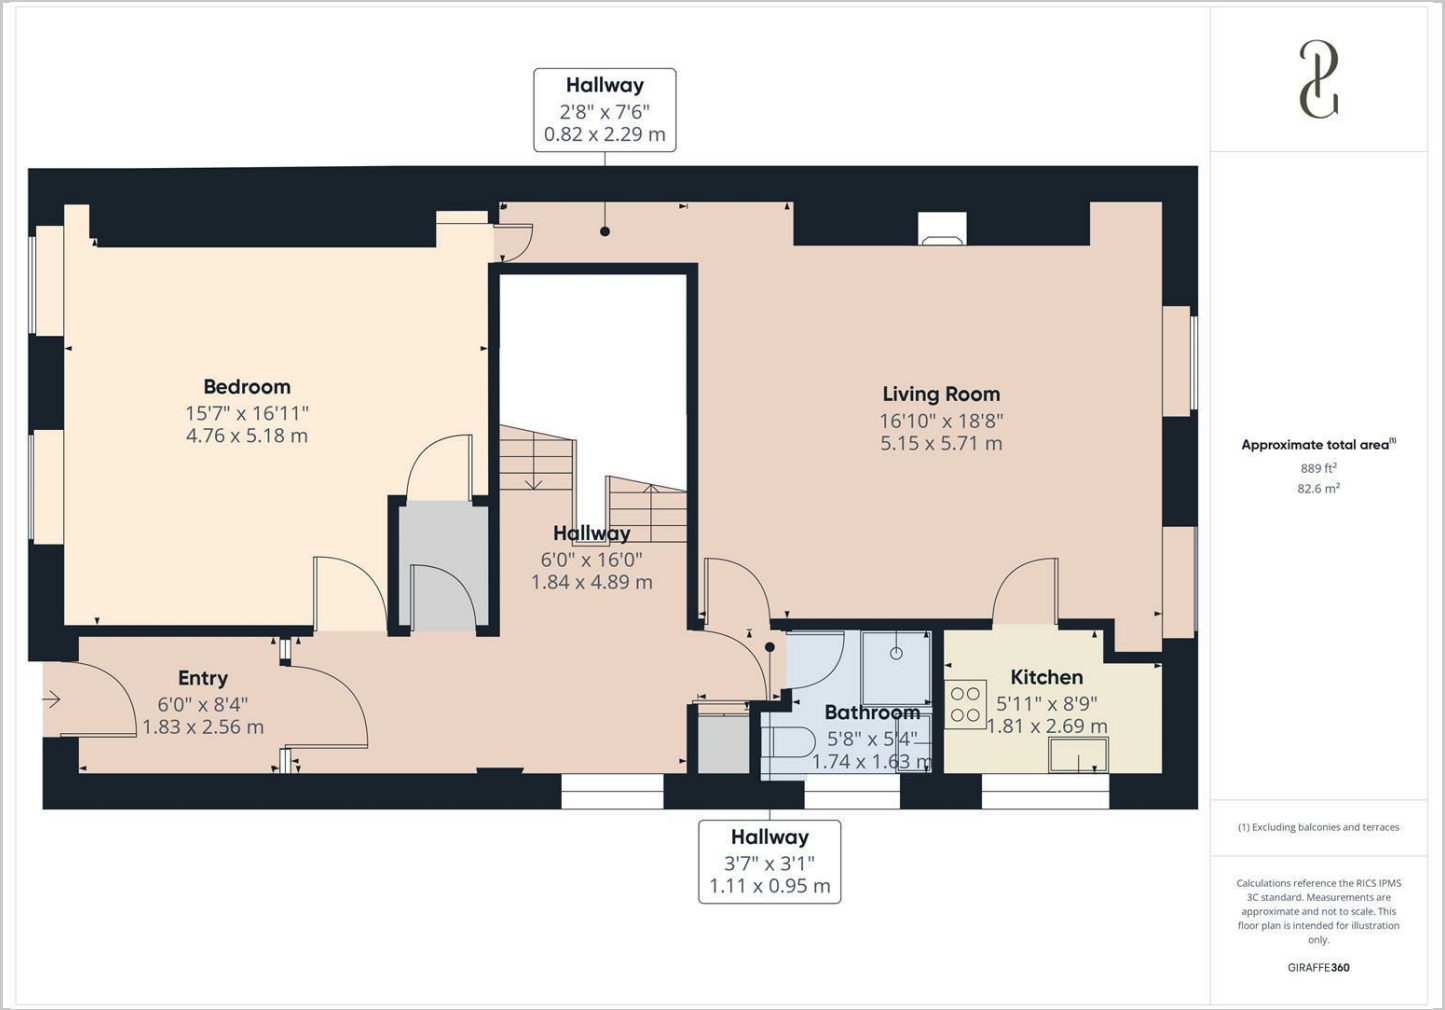 Hallway
2'8" x 7'6"
0.82 x 2.29 m
Bedroom
15'7" x 16'11"
4.76 x 5.18 m
Living Room
16'10" x 18'8"
5.15 x 5.71 m
Hallway
6'0" x 16'0"
1.84 x 4.89 m
Entry
6'0" x 8'4"
1.83 x 2.56 m
Bathroom
5'8" x 5'4"
1.74 x 1.63 m
Kitchen
5'11" x 8'9"
1.81 x 2.69 m
Hallway
3'7" x 3'1"
1.11 x 0.95 m
Approximate total area(1)
889 ft²
82.6 m²
(1) Excluding balconies and terraces
Calculations reference the RICS IPMS
3C standard. Measurements are
approximate and not to scale. This
floor plan is intended for illustration
only.
GIRAFFE360